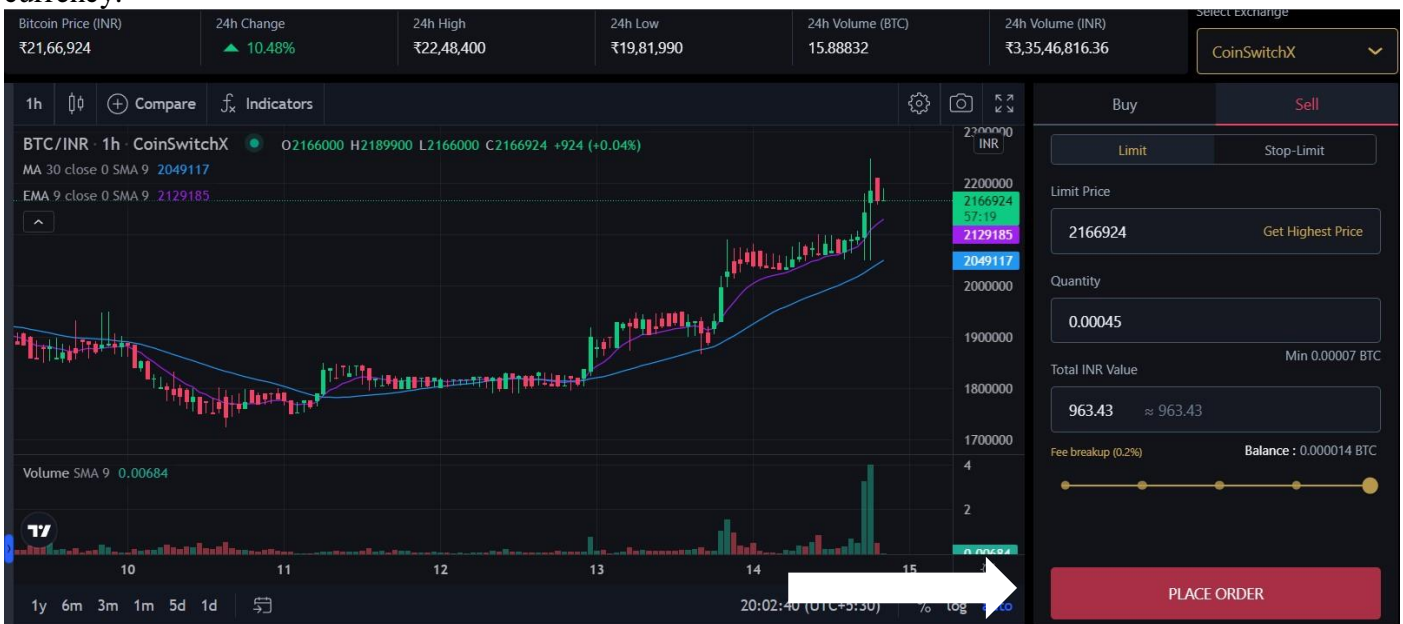 currency.
Bitcoin Price (INR) 24h Change 24h High 24h Low 24h Volume (BTC) 24h Volume (INR) Select Exchange
₹21,66,924 ▲ 10.48% ₹22,48,400 ₹19,81,990 15.88832 ₹3,35,46,816.36 CoinSwitchX
1h Compare fx Indicators
BTC/INR · 1h · CoinSwitchX O2166000 H2189900 L2166000 C2166924 +924 (+0.04%)
MA 30 close 0 SMA 9 2049117
EMA 9 close 0 SMA 9 2129185
2300000
INR
2200000
2166924
57:19
2129185
2049117
2000000
1900000
1800000
1700000
Volume SMA 9 0.00684
4
2
0.00684
10 11 12 13 14 15
1y 6m 3m 1m 5d 1d 20:02:40 (UTC+5:30) % log auto
Buy Sell
Limit Stop-Limit
Limit Price
2166924 Get Highest Price
Quantity
0.00045
Min 0.00007 BTC
Total INR Value
963.43 ≈ 963.43
Fee breakup (0.2%) Balance : 0.000014 BTC
PLACE ORDER